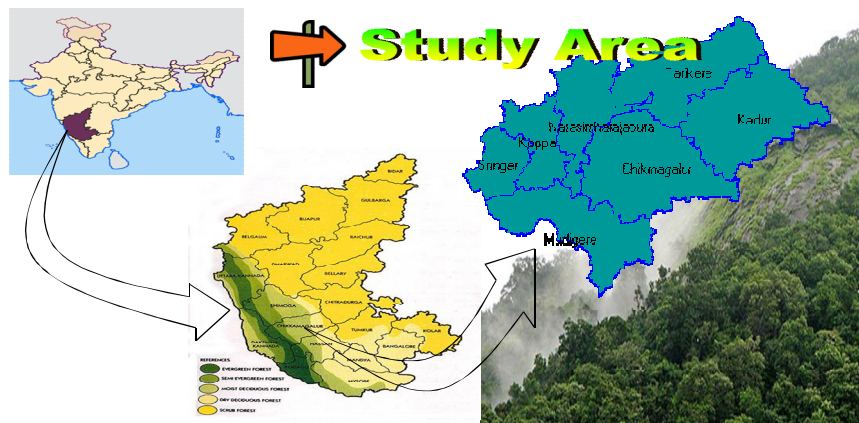 Study Area
Tarikere
Kadur
Narasimharajapura
Koppa
Sringeri
Chikmagalur
BIDAR
GULBARGA
BIJAPUR
BELGAUM
RAICHUR
BELLARY
UTTARA KANNADA
SHIMOGA
CHITRADURGA
CHIKKAMAGALUR
TUMKUR
KOLAR
KANNADA
HASSAN
BANGALORE
MANDYA
MYSORE
REFERENCES
EVERGREEN FOREST
SEMI EVERGREEN FOREST
MOIST DECIDUOUS FOREST
DRY DECIDUOUS FOREST
SCRUB FOREST